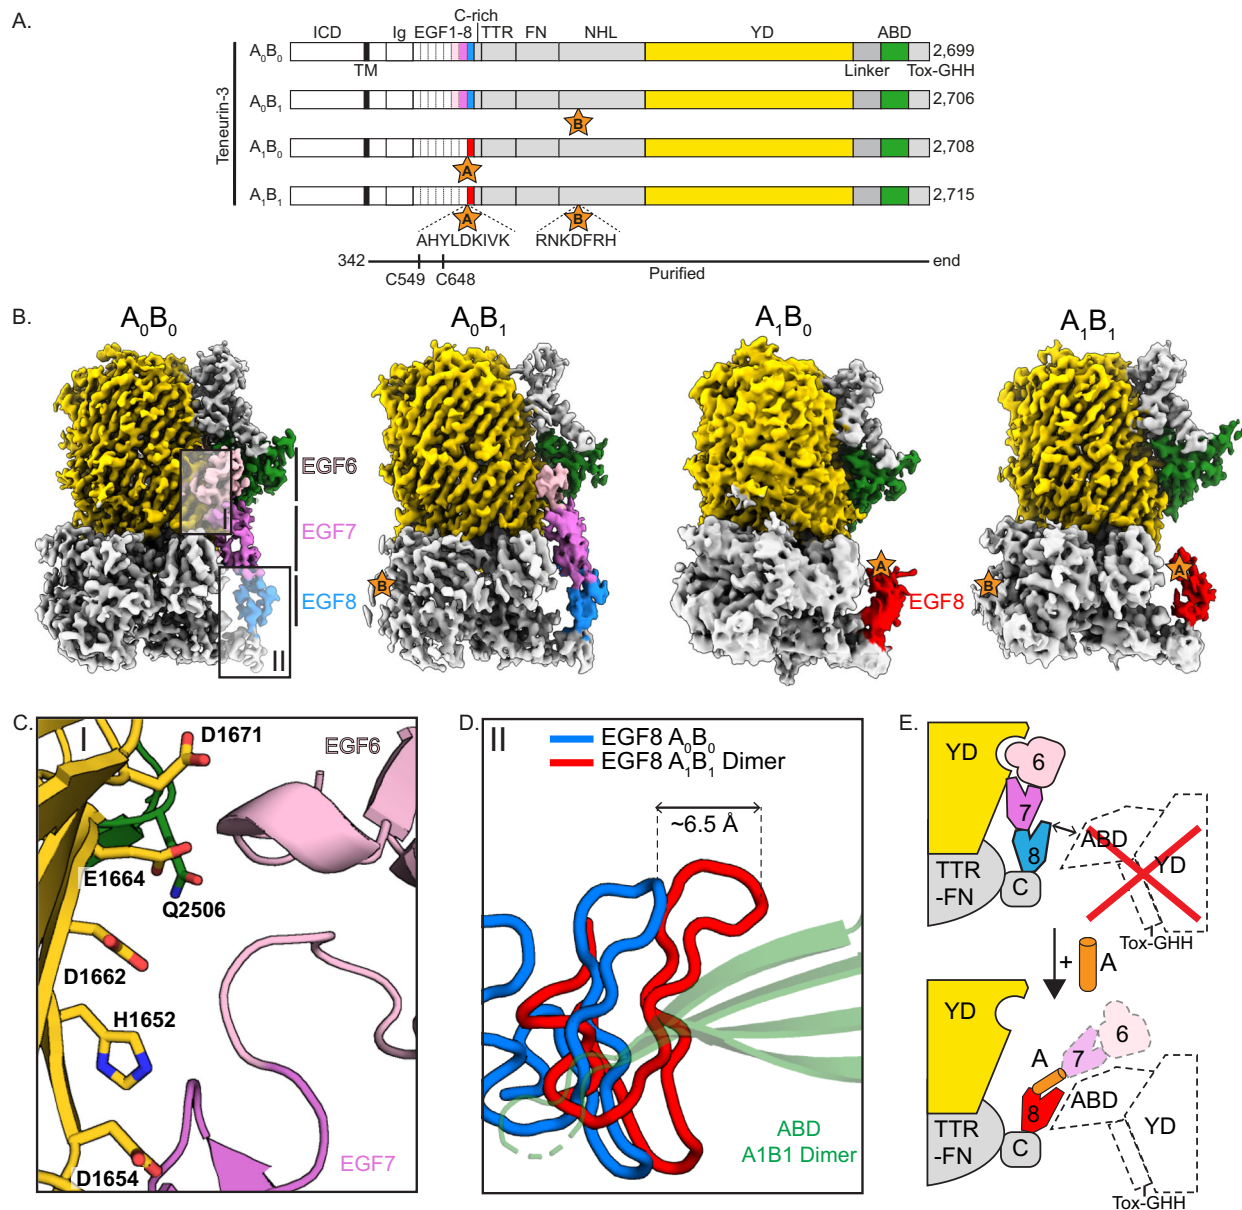 A.
C-rich
ICD Ig EGF1-8 TTR FN NHL YD ABD
A0B0 2,699
TM Linker Tox-GHH
A0B1 2,706
B
Teneurin-3
A1B0 2,708
A
A1B1 2,715
A B
AHYLDKIVK RNKDFRH
342 Purified end
C549 C648
B.
A0B0 A0B1 A1B0 A1B1
EGF6
I
EGF7
EGF8
II
B
A
EGF8
B
A
C.
I
D1671
EGF6
E1664
Q2506
D1662
H1652
D1654
EGF7
D.
II
EGF8 A0B0
EGF8 A1B1 Dimer
~6.5 Å
ABD
A1B1 Dimer
E.
YD 6
7
8 ABD YD
TTR
-FN
C
Tox-GHH
+ A
YD
6
7
A
8 ABD
YD
TTR
-FN
C
Tox-GHH